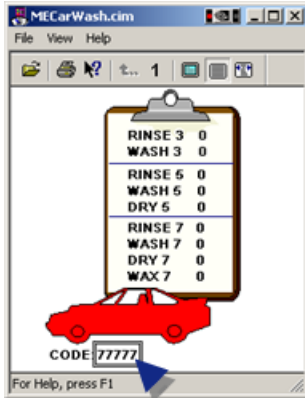 MECarWash.cim
File View Help
1
RINSE 3 0
WASH 3 0
RINSE 5 0
WASH 5 0
DRY 5 0
RINSE 7 0
WASH 7 0
DRY 7 0
WAX 7 0
CODE: 77777
For Help, press F1